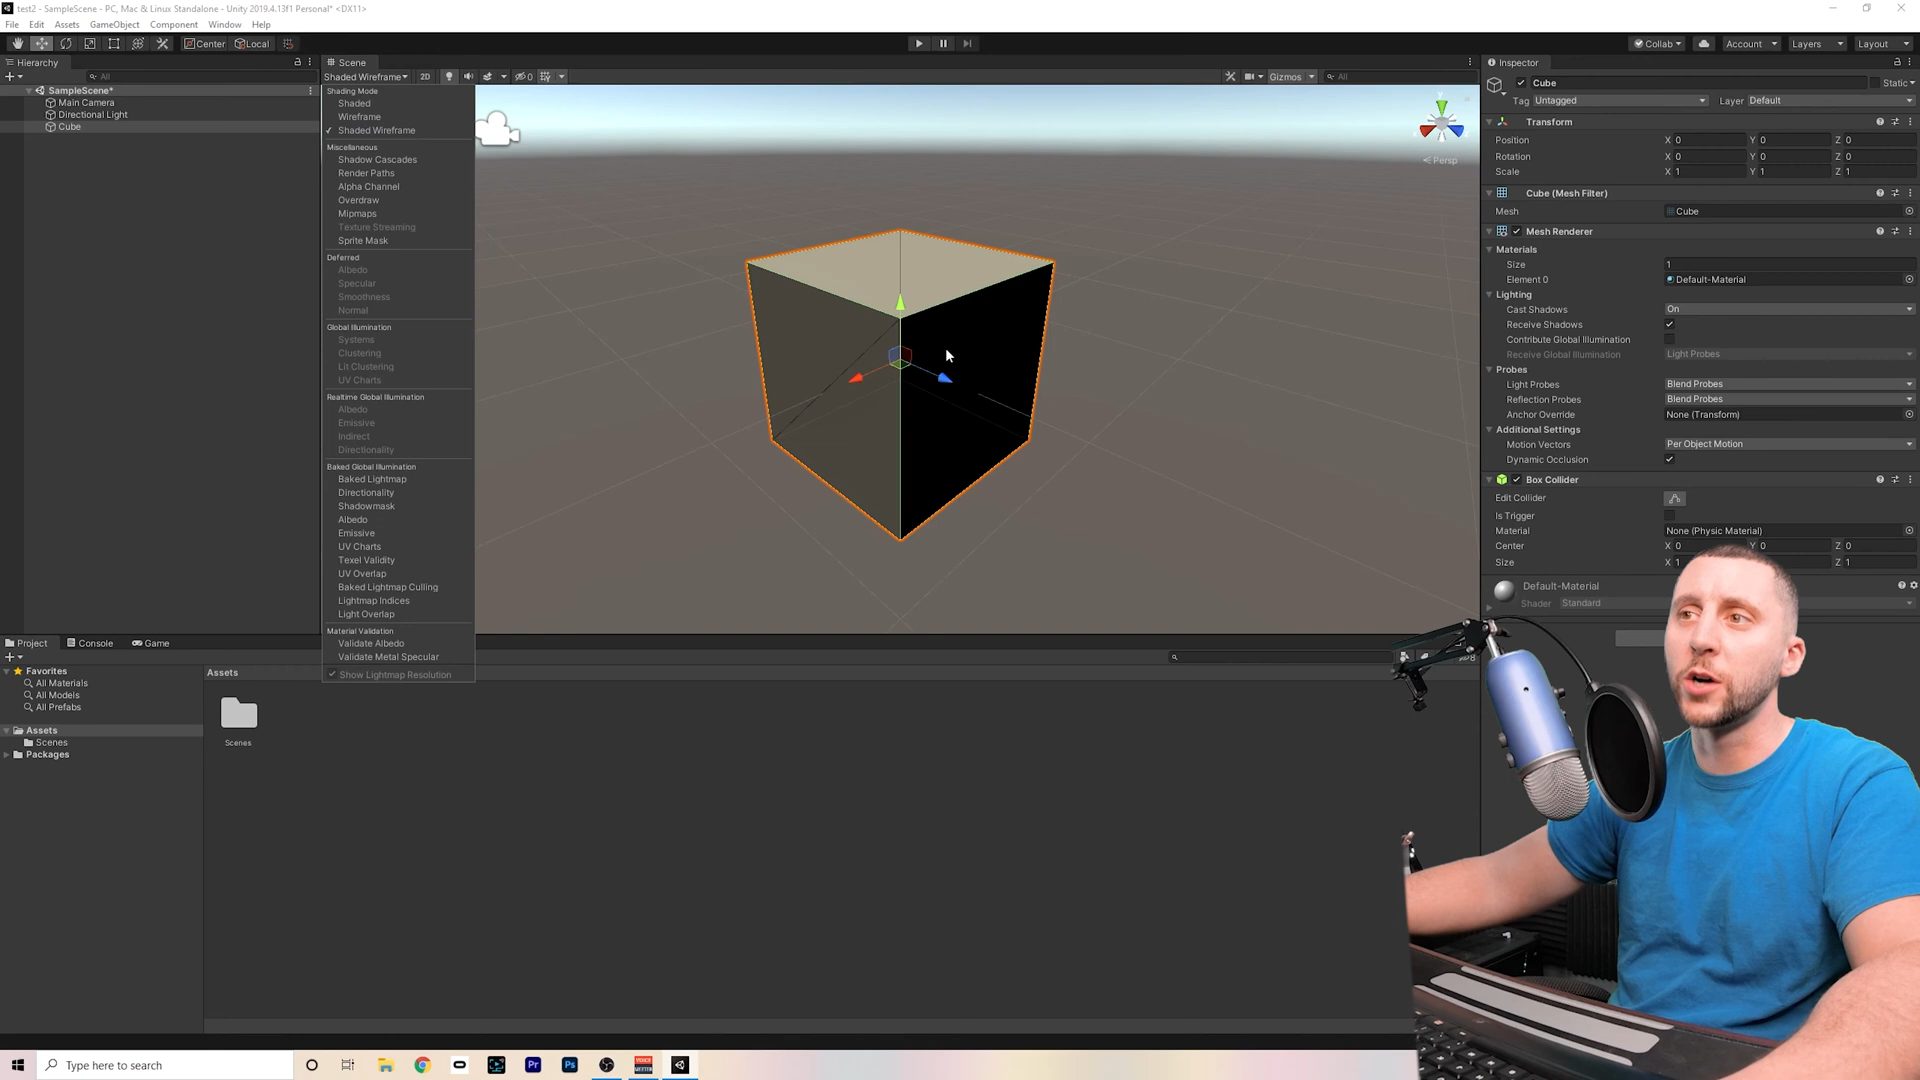 test2 - SampleScene - PC, Mac & Linux Standalone - Unity 2019.4.13f1 Personal* <DX11>
File Edit Assets GameObject Component Window Help
Center Local Collab Account Layers Layout
Hierarchy
All
SampleScene*
Main Camera
Directional Light
Cube
Scene
Shaded Wireframe 2D 0 Gizmos All
Shading Mode
Shaded
Wireframe
Shaded Wireframe
Miscellaneous
Shadow Cascades
Render Paths
Alpha Channel
Overdraw
Mipmaps
Texture Streaming
Sprite Mask
Deferred
Albedo
Specular
Smoothness
Normal
Global Illumination
Systems
Clustering
Lit Clustering
UV Charts
Realtime Global Illumination
Albedo
Emissive
Indirect
Directionality
Baked Global Illumination
Baked Lightmap
Directionality
Shadowmask
Albedo
Emissive
UV Charts
Texel Validity
UV Overlap
Baked Lightmap Culling
Lightmap Indices
Light Overlap
Material Validation
Validate Albedo
Validate Metal Specular
Show Lightmap Resolution
y
Persp
Inspector
Cube Static
Tag Untagged Layer Default
Transform
Position X 0 Y 0 Z 0
Rotation X 0 Y 0 Z 0
Scale X 1 Y 1 Z 1
Cube (Mesh Filter)
Mesh Cube
Mesh Renderer
Materials
Size 1
Element 0 Default-Material
Lighting
Cast Shadows On
Receive Shadows
Contribute Global Illumination
Receive Global Illumination Light Probes
Probes
Light Probes Blend Probes
Reflection Probes Blend Probes
Anchor Override None (Transform)
Additional Settings
Motion Vectors Per Object Motion
Dynamic Occlusion
Box Collider
Edit Collider
Is Trigger
Material None (Physic Material)
Center X 0 Y 0 Z 0
Size X 1 Z 1
Default-Material
Shader Standard
Project Console Game
8
Favorites
All Materials
All Models
All Prefabs
Assets
Scenes
Packages
Assets
Scenes
Type here to search
Pr
Ps